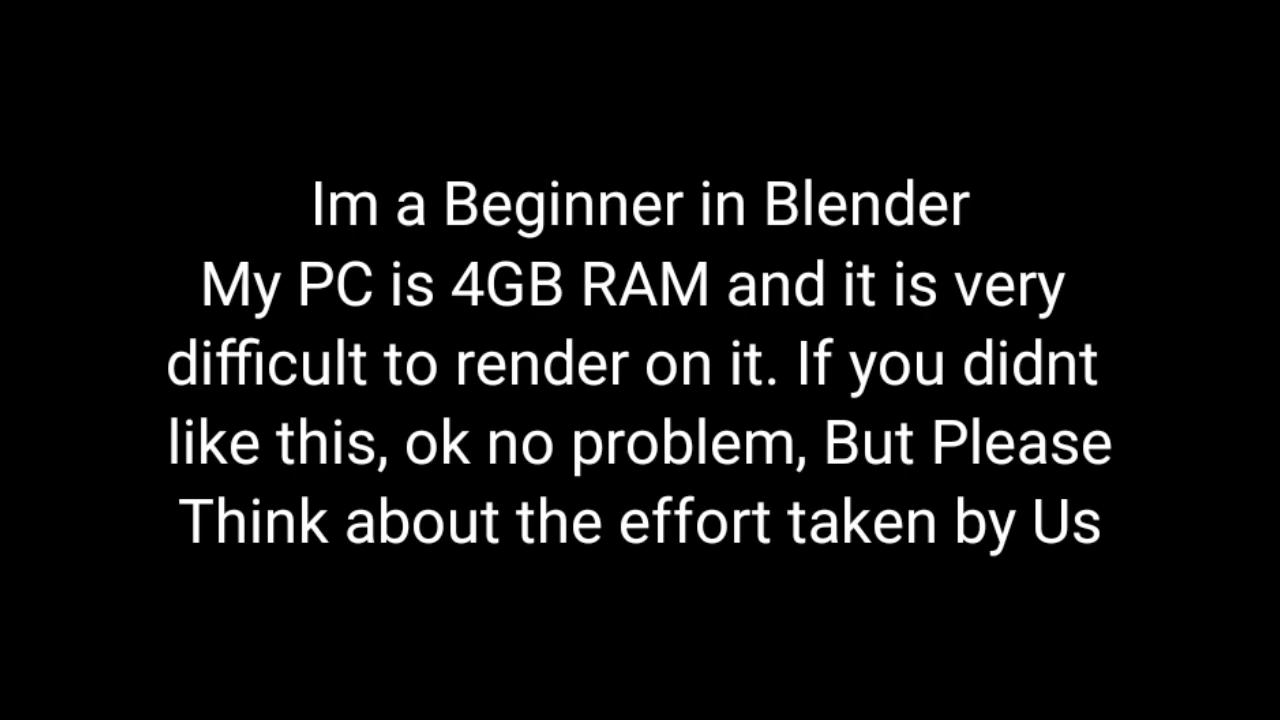 Im a Beginner in Blender
My PC is 4GB RAM and it is very
difficult to render on it. If you didnt
like this, ok no problem, But Please
Think about the effort taken by Us